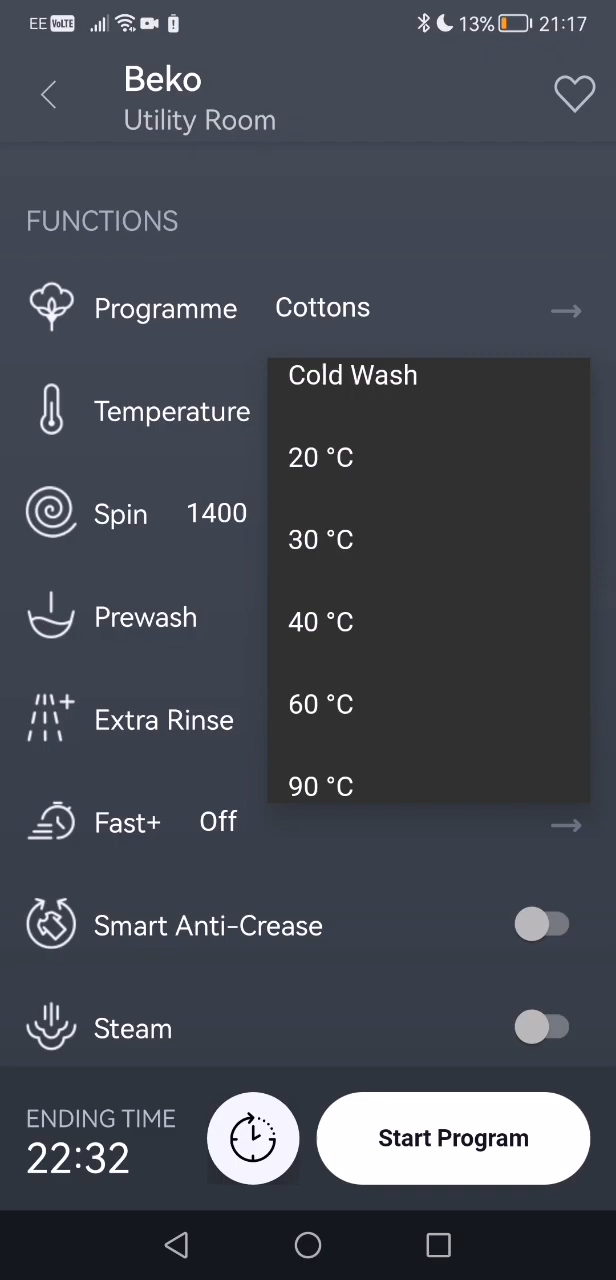 EE VoLTE 13% 21:17
Beko
Utility Room
FUNCTIONS
Programme Cottons
Cold Wash
Temperature
20 °C
Spin 1400
30 °C
Prewash
40 °C
Extra Rinse
60 °C
90 °C
Fast+ Off
Smart Anti-Crease
Steam
ENDING TIME
22:32
Start Program